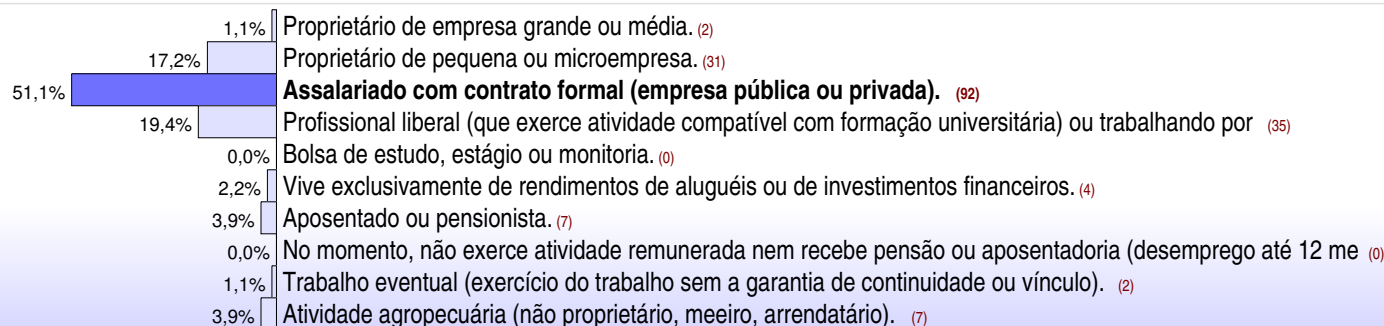 1,1% Proprietário de empresa grande ou média. (2)
17,2% Proprietário de pequena ou microempresa. (31)
51,1% Assalariado com contrato formal (empresa pública ou privada). (92)
19,4% Profissional liberal (que exerce atividade compatível com formação universitária) ou trabalhando por (35)
0,0% Bolsa de estudo, estágio ou monitoria. (0)
2,2% Vive exclusivamente de rendimentos de aluguéis ou de investimentos financeiros. (4)
3,9% Aposentado ou pensionista. (7)
0,0% No momento, não exerce atividade remunerada nem recebe pensão ou aposentadoria (desemprego até 12 me (0)
1,1% Trabalho eventual (exercício do trabalho sem a garantia de continuidade ou vínculo). (2)
3,9% Atividade agropecuária (não proprietário, meeiro, arrendatário). (7)